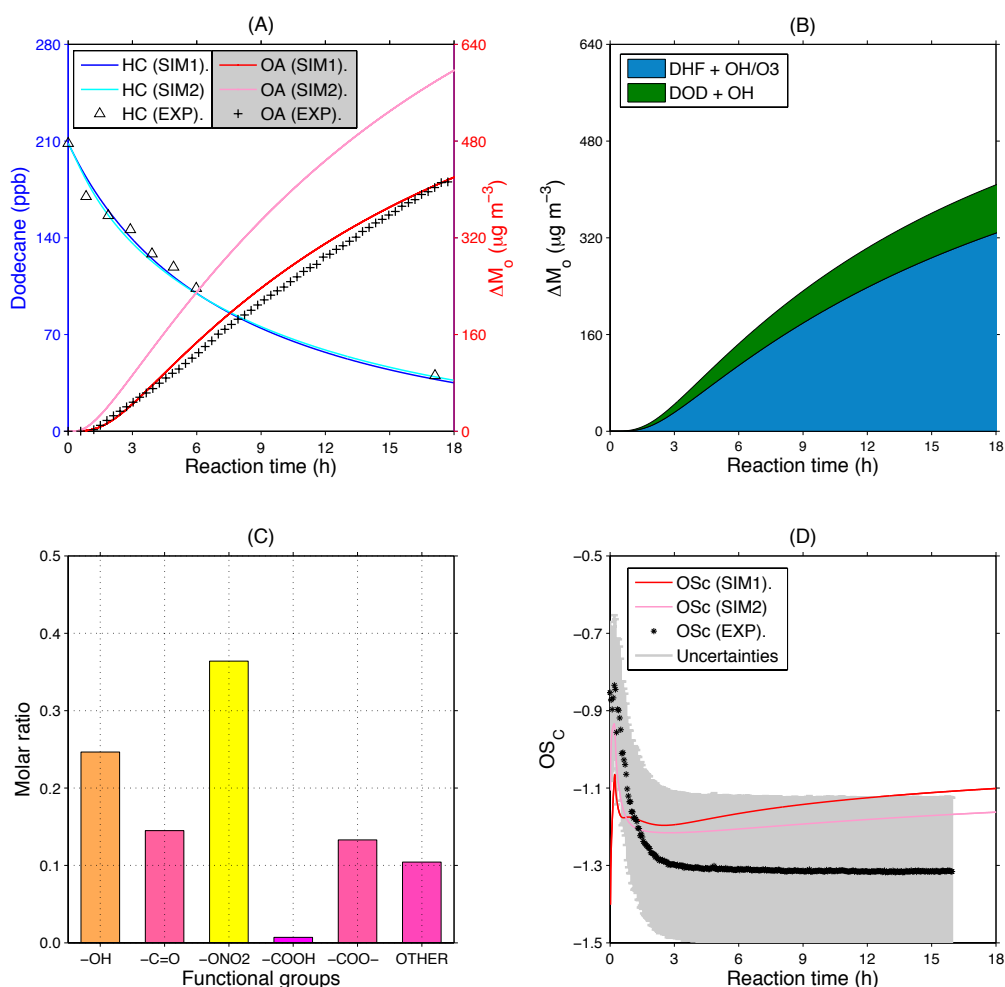 (A)
280
210
140
70
0
Dodecane (ppb)
HC (SIM1).
HC (SIM2)
HC (EXP).
OA (SIM1).
OA (SIM2).
OA (EXP).
640
480
320
160
0
ΔMo (μg m−3)
0 3 6 9 12 15 18
Reaction time (h)
(B)
640
480
320
160
0
ΔMo (μg m−3)
DHF + OH/O3
DOD + OH
0 3 6 9 12 15 18
Reaction time (h)
(C)
0.5
0.4
0.3
0.2
0.1
0.0
Molar ratio
−OH −C=O −ONO2 −COOH −COO− OTHER
Functional groups
(D)
−0.5
−0.7
−0.9
−1.1
−1.3
−1.5
OSC
OSc (SIM1).
OSc (SIM2)
OSc (EXP).
Uncertainties
0 3 6 9 12 15 18
Reaction time (h)